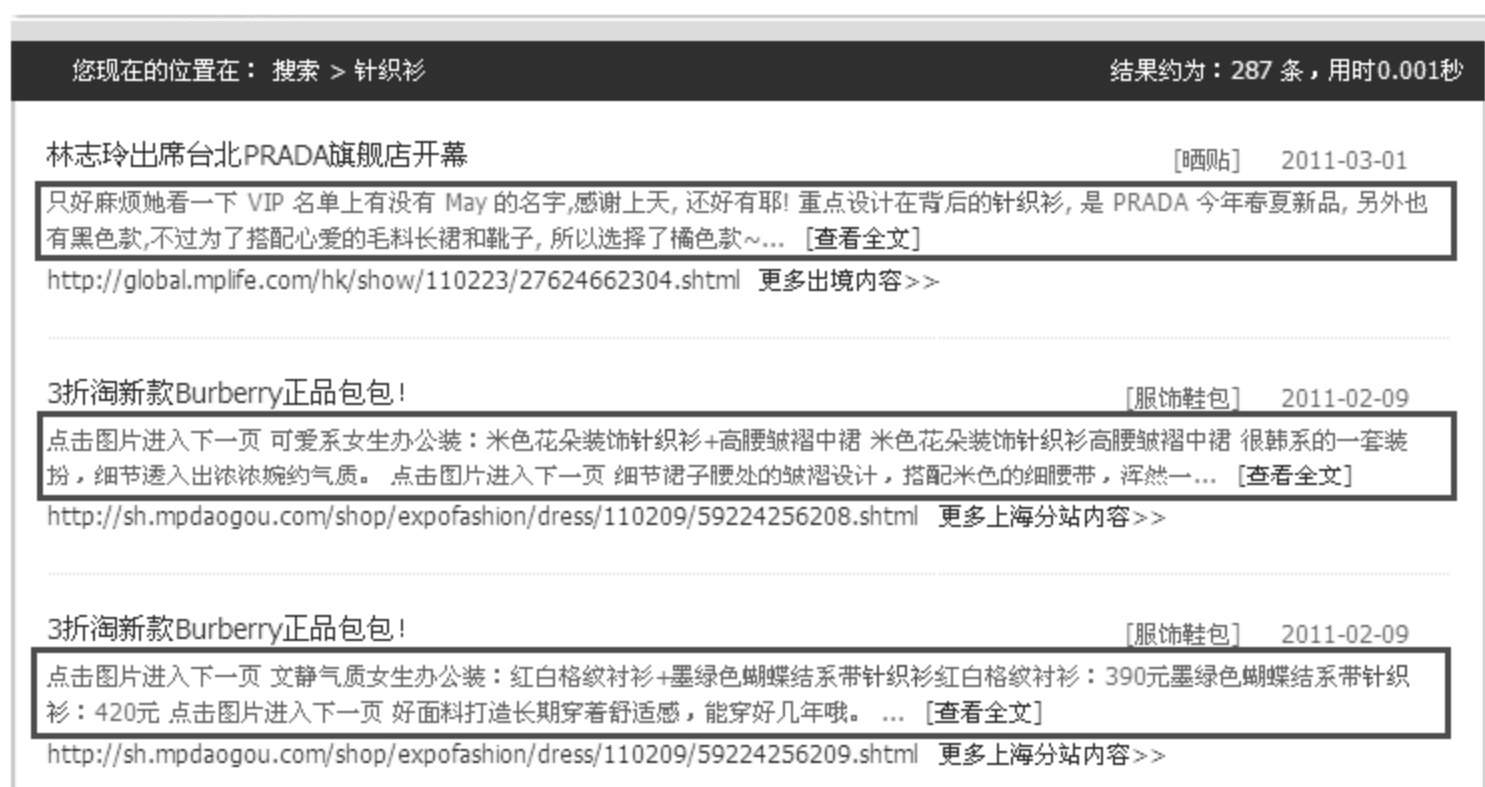 您现在的位置在： 搜索 > 针织衫 结果约为：287 条，用时0.001秒
林志玲出席台北PRADA旗舰店开幕 [晒贴] 2011-03-01
只好麻烦她看一下 VIP 名单上有没有 May 的名字,感谢上天, 还好有耶! 重点设计在背后的针织衫, 是 PRADA 今年春夏新品, 另外也
有黑色款,不过为了搭配心爱的毛料长裙和靴子, 所以选择了橘色款~... [查看全文]
http://global.mplife.com/hk/show/110223/27624662304.shtml 更多出境内容>>
3折淘新款Burberry正品包包！ [服饰鞋包] 2011-02-09
点击图片进入下一页 可爱系女生办公装：米色花朵装饰针织衫+高腰皱褶中裙 米色花朵装饰针织衫高腰皱褶中裙 很韩系的一套装
扮，细节透入出浓浓婉约气质。 点击图片进入下一页 细节裙子腰处的皱褶设计，搭配米色的细腰带，浑然一... [查看全文]
http://sh.mpdaogou.com/shop/expofashion/dress/110209/59224256208.shtml 更多上海分站内容>>
3折淘新款Burberry正品包包！ [服饰鞋包] 2011-02-09
点击图片进入下一页 文静气质女生办公装：红白格纹衬衫+墨绿色蝴蝶结系带针织衫红白格纹衬衫：390元墨绿色蝴蝶结系带针织
衫：420元 点击图片进入下一页 好面料打造长期穿着舒适感，能穿好几年哦。 ... [查看全文]
http://sh.mpdaogou.com/shop/expofashion/dress/110209/59224256209.shtml 更多上海分站内容>>